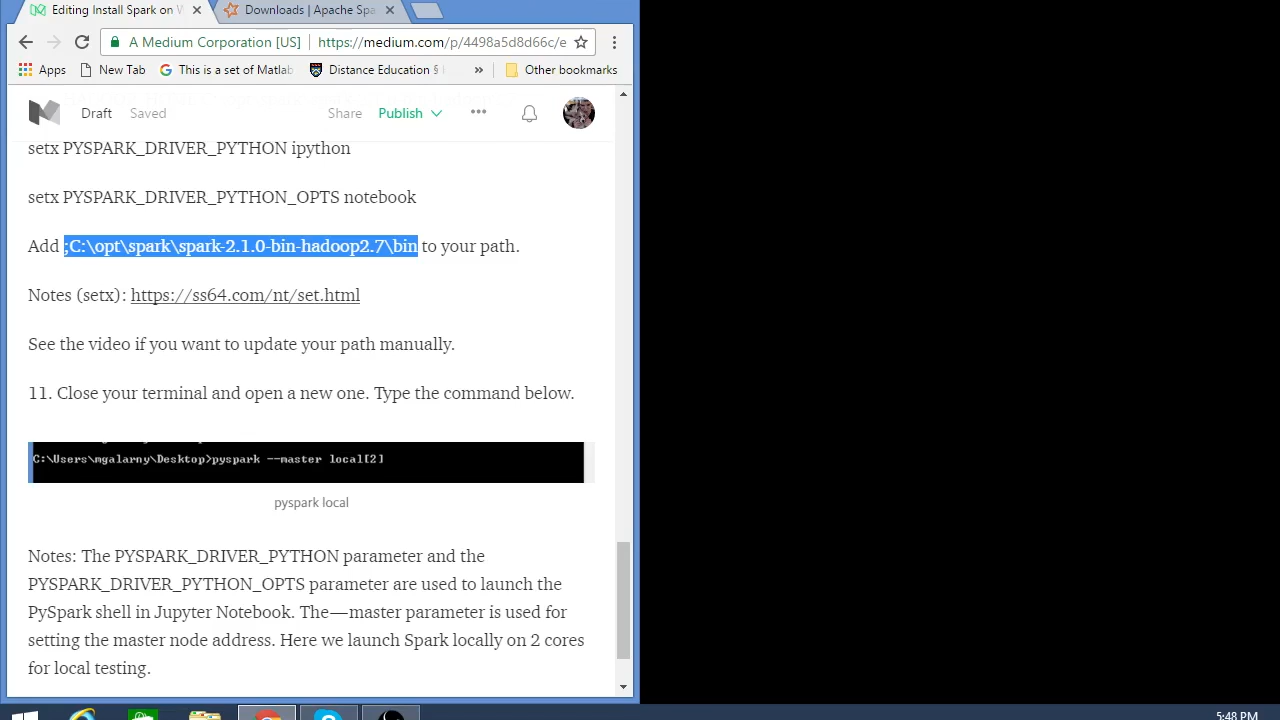 Editing Install Spark on W
Downloads | Apache Spa
A Medium Corporation [US]
https://medium.com/p/4498a5d8d66c/e
Apps
New Tab
This is a set of Matlab
Distance Education §
»
Other bookmarks
Draft
Saved
Share
Publish
setx PYSPARK_DRIVER_PYTHON ipython
setx PYSPARK_DRIVER_PYTHON_OPTS notebook
Add ;C:\opt\spark\spark-2.1.0-bin-hadoop2.7\bin to your path.
Notes (setx): https://ss64.com/nt/set.html
See the video if you want to update your path manually.
11. Close your terminal and open a new one. Type the command below.
C:\Users\mgalarny\Desktop>pyspark --master local[2]
pyspark local
Notes: The PYSPARK_DRIVER_PYTHON parameter and the
PYSPARK_DRIVER_PYTHON_OPTS parameter are used to launch the
PySpark shell in Jupyter Notebook. The—master parameter is used for
setting the master node address. Here we launch Spark locally on 2 cores
for local testing.
5:48 PM